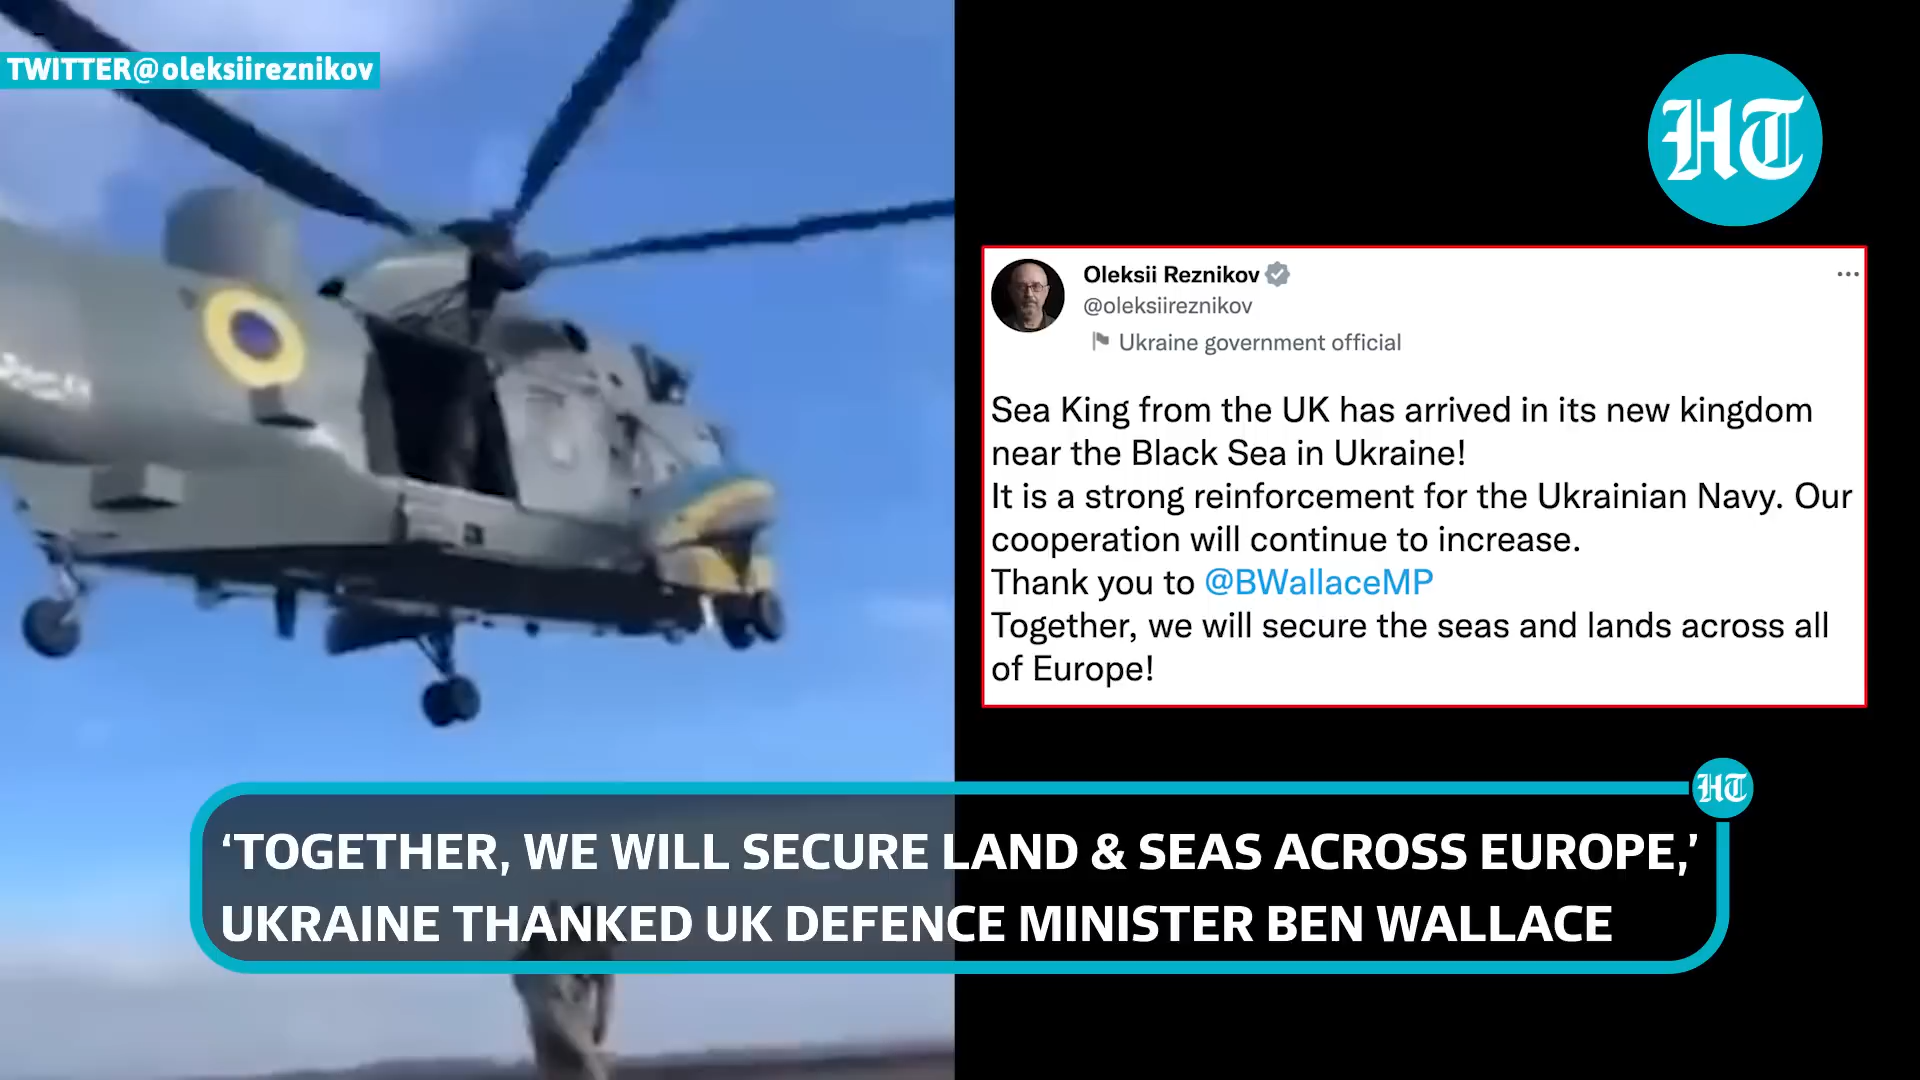 TWITTER@oleksiireznikov
HT
Oleksii Reznikov
@oleksiireznikov
Ukraine government official
Sea King from the UK has arrived in its new kingdom
near the Black Sea in Ukraine!
It is a strong reinforcement for the Ukrainian Navy. Our
cooperation will continue to increase.
Thank you to @BWallaceMP
Together, we will secure the seas and lands across all
of Europe!
HT
‘TOGETHER, WE WILL SECURE LAND & SEAS ACROSS EUROPE,’
UKRAINE THANKED UK DEFENCE MINISTER BEN WALLACE